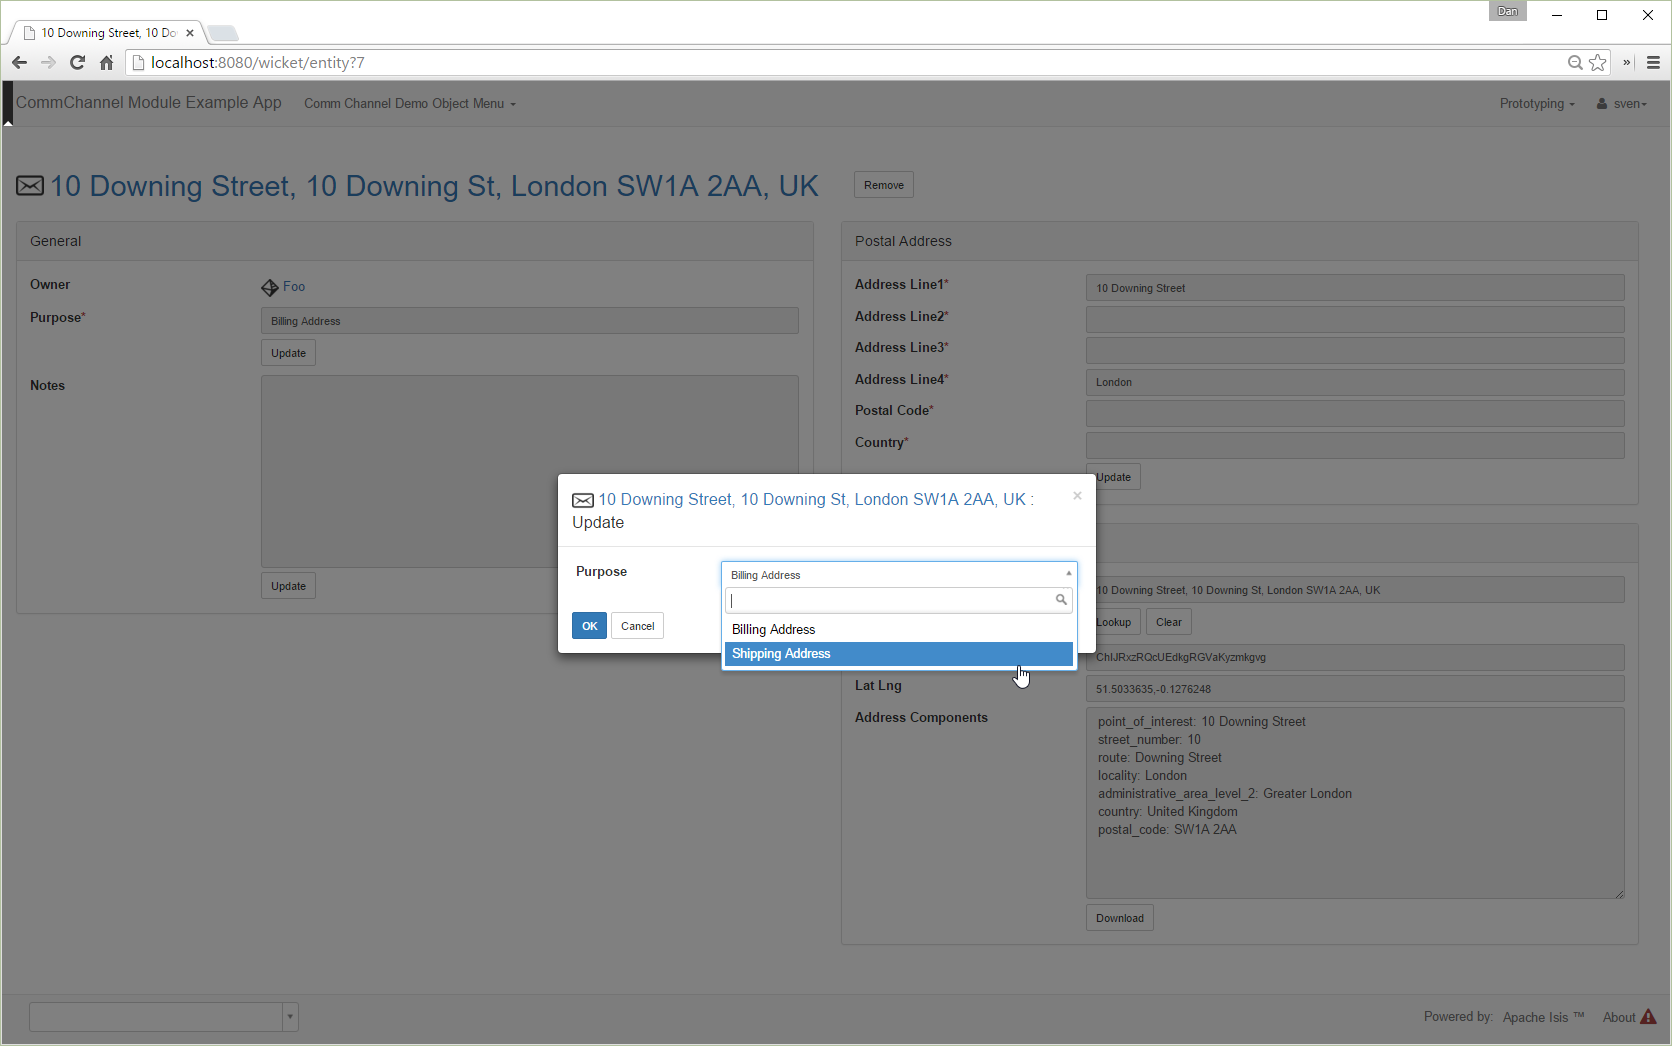 Dan
10 Downing Street, 10 Do
localhost:8080/wicket/entity?7
CommChannel Module Example App
Comm Channel Demo Object Menu
Prototyping
sven
10 Downing Street, 10 Downing St, London SW1A 2AA, UK
Remove
General
Owner
Foo
Purpose*
Billing Address
Update
Notes
Update
Postal Address
Address Line1*
10 Downing Street
Address Line2*
Address Line3*
Address Line4*
London
Postal Code*
Country*
Update
10 Downing Street, 10 Downing St, London SW1A 2AA, UK :
Update
×
Purpose
Billing Address
Billing Address
Shipping Address
OK
Cancel
10 Downing Street, 10 Downing St, London SW1A 2AA, UK
Lookup
Clear
ChIJRxzRQcUEdkgRGVaKyzmkgvg
Lat Lng
51.5033635,-0.1276248
Address Components
point_of_interest: 10 Downing Street
street_number: 10
route: Downing Street
locality: London
administrative_area_level_2: Greater London
country: United Kingdom
postal_code: SW1A 2AA
Download
Powered by:
Apache Isis ™
About